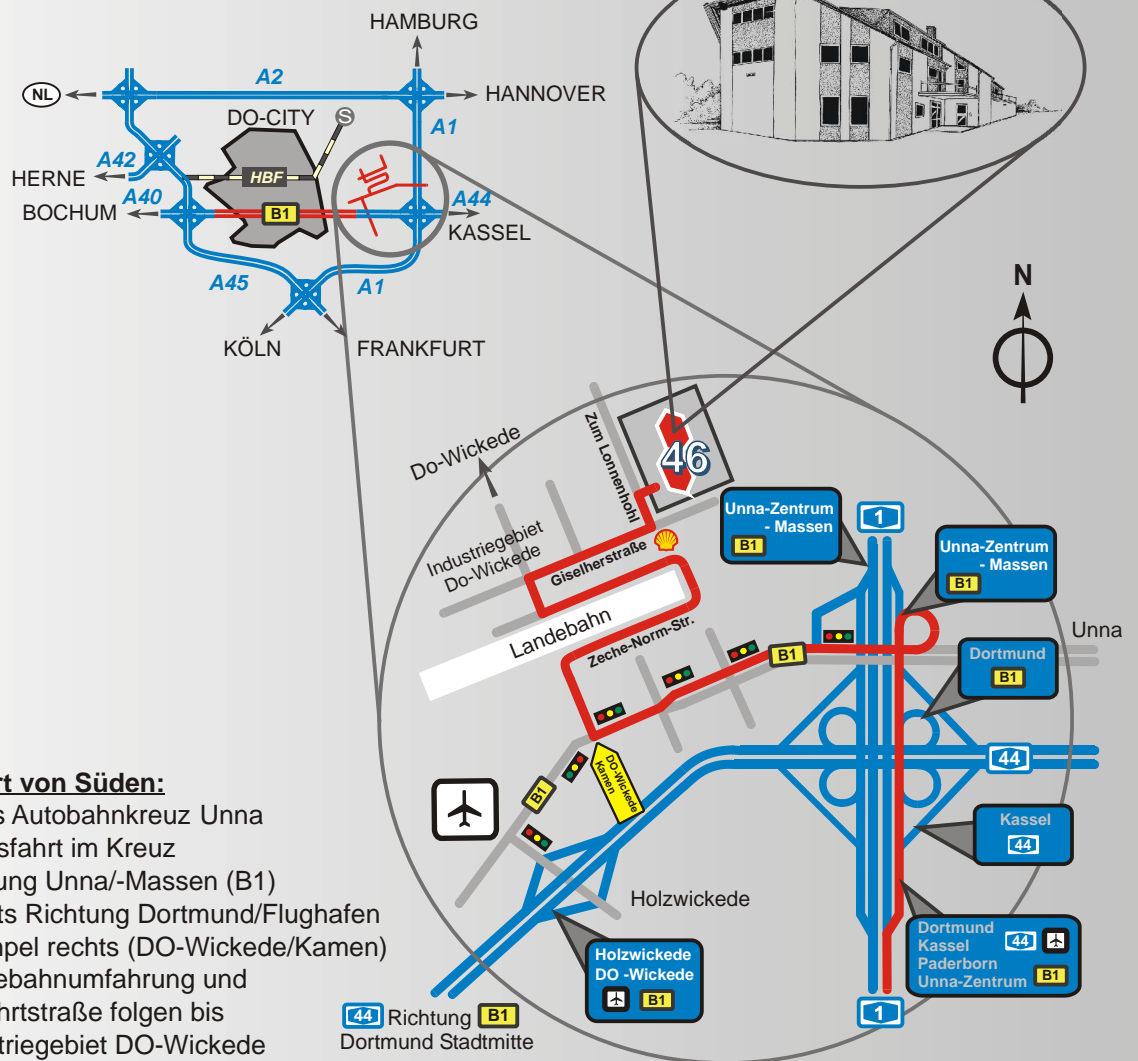 HAMBURG
A2
NL
HANNOVER
DO-CITY
S
A1
A42
HBF
HERNE
A40
A44
BOCHUM
B1
KASSEL
A45
A1
KÖLN
FRANKFURT
N
Do-Wickede
Zum Lonnenhohl
46
Unna-Zentrum
- Massen
B1
1
Unna-Zentrum
- Massen
B1
Industriegebiet
Do-Wickede
Giselherstraße
Landebahn
Zeche-Norm-Str.
B1
Unna
Dortmund
B1
44
DO-Wickede
Kamen
B1
Kassel
44
Holzwickede
Dortmund
Kassel 44
Paderborn
Unna-Zentrum B1
1
Holzwickede
DO -Wickede
B1
44 Richtung B1
Dortmund Stadtmitte
rt von Süden:
s Autobahnkreuz Unna
sfahrt im Kreuz
ung Unna/-Massen (B1)
ts Richtung Dortmund/Flughafen
mpel rechts (DO-Wickede/Kamen)
ebahnumfahrung und
hrtstraße folgen bis
triegebiet DO-Wickede